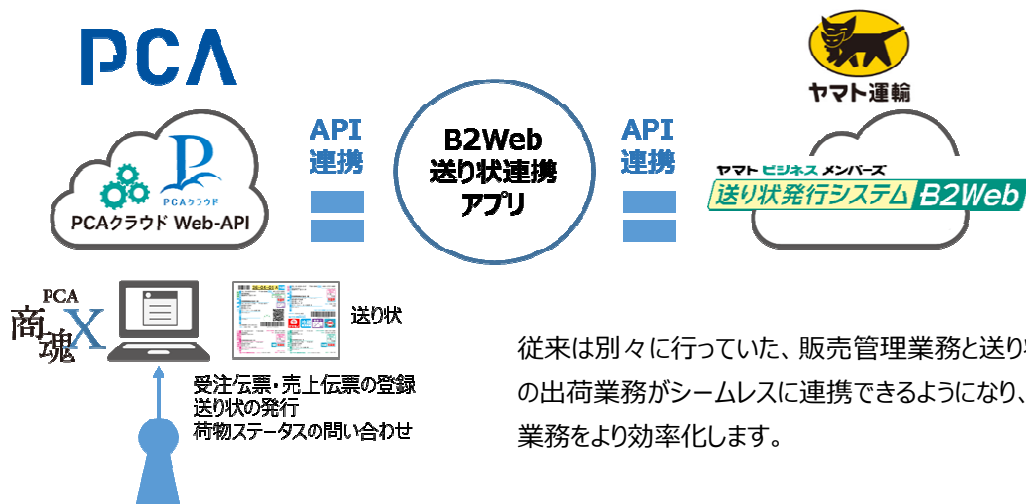 PCA
ヤマト運輸
API
連携
B2Web
送り状連携
アプリ
API
連携
P
PCAクラウド
PCAクラウド Web-API
ヤマト ビジネス メンバーズ
送り状発行システム B2Web
PCA
商魂X
送り状
受注伝票・売上伝票の登録
送り状の発行
荷物ステータスの問い合わせ
従来は別々に行っていた、販売管理業務と送り
の出荷業務がシームレスに連携できるようになり、
業務をより効率化します。